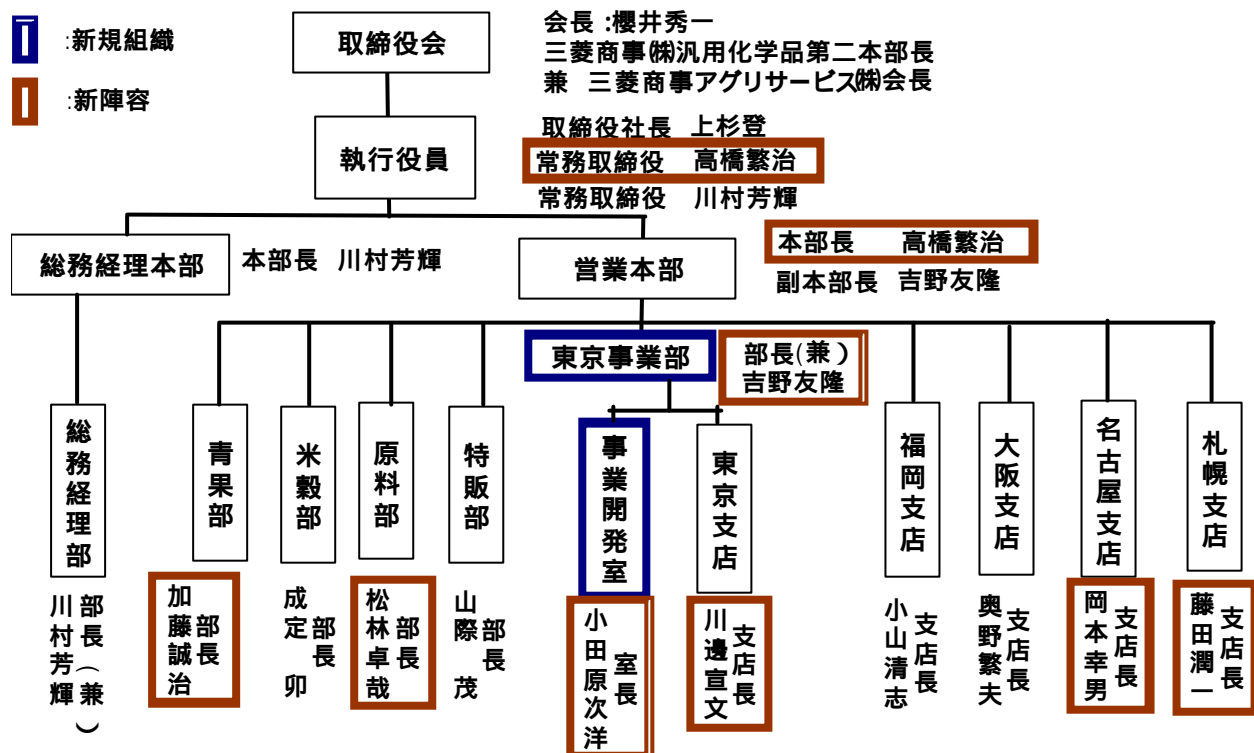 :新規組織
:新陣容
取締役会
会長 :櫻井秀一
三菱商事㈱汎用化学品第二本部長
兼 三菱商事アグリサービス㈱会長
執行役員
取締役社長 上杉登
常務取締役 高橋繁治
常務取締役 川村芳輝
総務経理本部
本部長 川村芳輝
営業本部
本部長 高橋繁治
副本部長 吉野友隆
東京事業部
部長(兼)
吉野友隆
総務経理部
部長(兼)
川村芳輝
青果部
部長
加藤誠治
米穀部
部長
成定 卯
原料部
部長
松林卓哉
特販部
部長
山際 茂
事業開発室
室長
小田原次洋
東京支店
支店長
川邊宣文
福岡支店
支店長
小山清志
大阪支店
支店長
奥野繁夫
名古屋支店
支店長
岡本幸男
札幌支店
支店長
藤田潤一